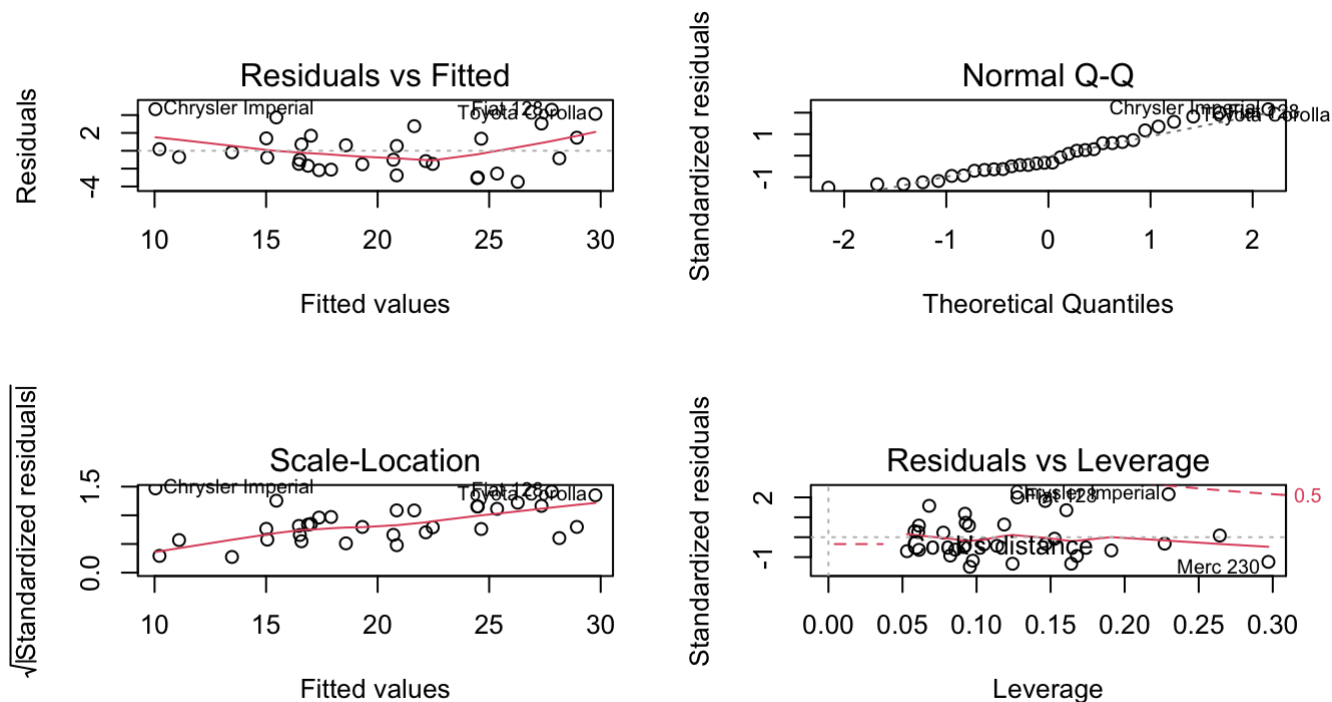 Residuals vs Fitted
Residuals
2
-4
Chrysler Imperial
Fiat 128
Toyota Corolla
10 15 20 25 30
Fitted values
Normal Q-Q
Standardized residuals
1
-1
Chrysler Imperial
Fiat 128
Toyota Corolla
-2 -1 0 1 2
Theoretical Quantiles
Scale-Location
√|Standardized residuals|
1.5
0.0
Chrysler Imperial
Fiat 128
Toyota Corolla
10 15 20 25 30
Fitted values
Residuals vs Leverage
Standardized residuals
2
-1
Chrysler Imperial
Fiat 128
0.5
Cook's distance
Merc 230
0.00 0.05 0.10 0.15 0.20 0.25 0.30
Leverage